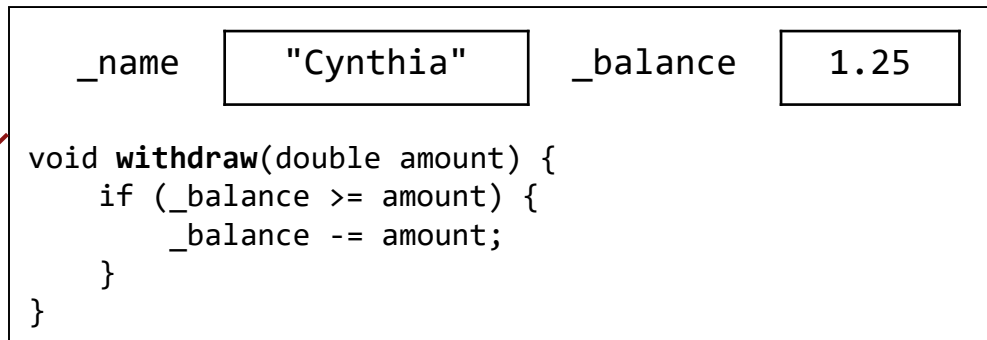 _name "Cynthia" _balance 1.25
void withdraw(double amount) {
    if (_balance >= amount) {
        _balance -= amount;
    }
}